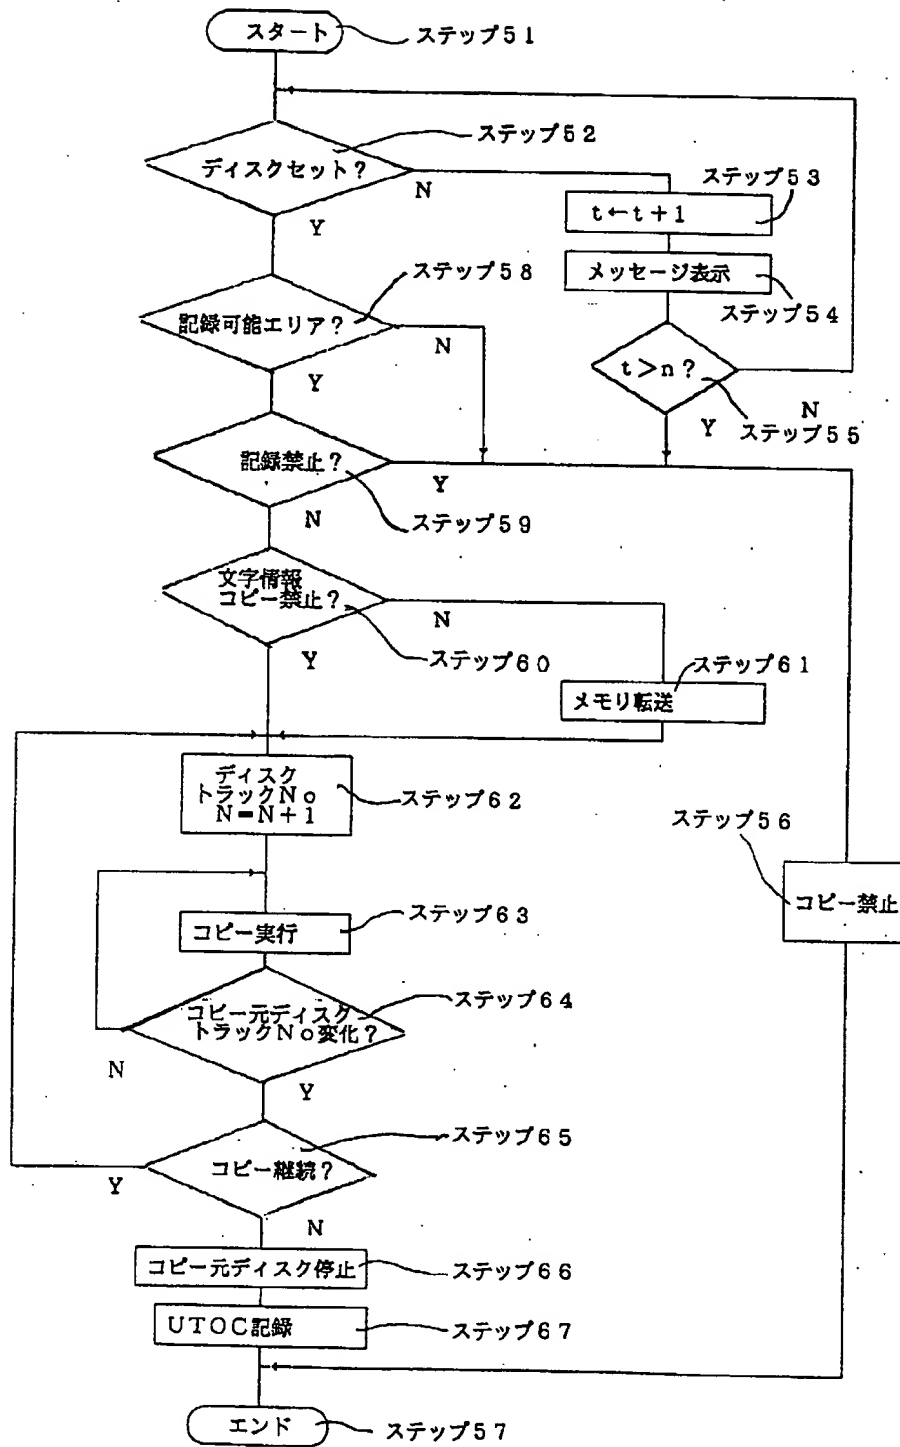 スタート
ステップ51
ステップ52
ディスクセット?
N
Y
ステップ53
t←t+1
メッセージ表示
ステップ54
t>n?
N
Y
ステップ55
ステップ58
記録可能エリア?
N
Y
記録禁止?
Y
N
ステップ59
文字情報
コピー禁止?
N
Y
ステップ60
ステップ61
メモリ転送
ディスク
トラックNo
N=N+1
ステップ62
ステップ56
コピー禁止
ステップ63
コピー実行
ステップ64
コピー元ディスク
トラックNo変化?
N
Y
ステップ65
コピー継続?
Y
N
コピー元ディスク停止
ステップ66
UTOC記録
ステップ67
エンド
ステップ57